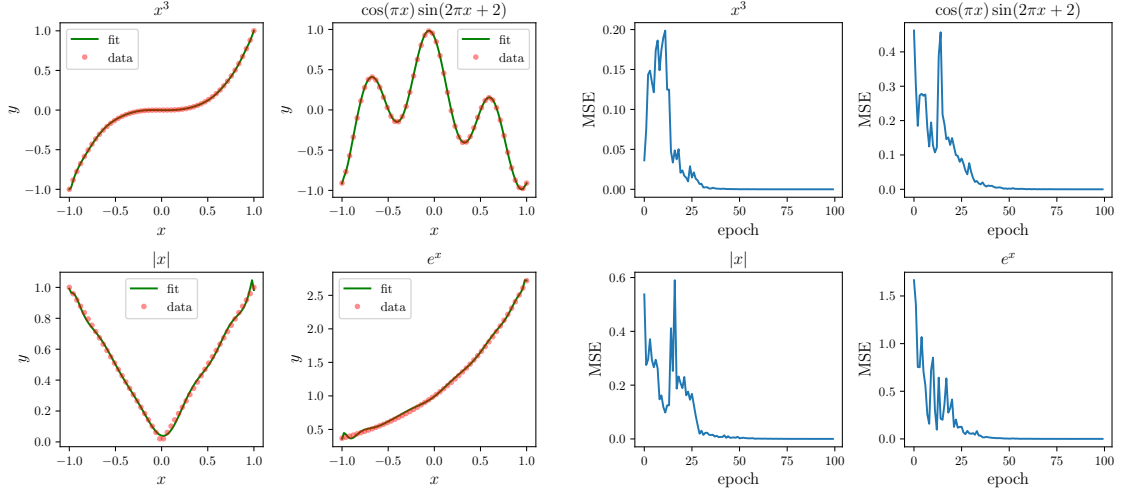 $x^3$
1.0
0.5
0.0
−0.5
−1.0
y
fit
data
−1.0 −0.5 0.0 0.5 1.0
x
cos(πx) sin(2πx + 2)
1.0
0.5
0.0
−0.5
−1.0
y
fit
data
−1.0 −0.5 0.0 0.5 1.0
x
$x^3$
0.20
0.15
0.10
0.05
0.00
MSE
0 25 50 75 100
epoch
cos(πx) sin(2πx + 2)
0.4
0.3
0.2
0.1
0.0
MSE
0 25 50 75 100
epoch
|x|
1.0
0.8
0.6
0.4
0.2
0.0
y
fit
data
−1.0 −0.5 0.0 0.5 1.0
x
$e^x$
2.5
2.0
1.5
1.0
0.5
y
fit
data
−1.0 −0.5 0.0 0.5 1.0
x
|x|
0.6
0.4
0.2
0.0
MSE
0 25 50 75 100
epoch
$e^x$
1.5
1.0
0.5
0.0
MSE
0 25 50 75 100
epoch